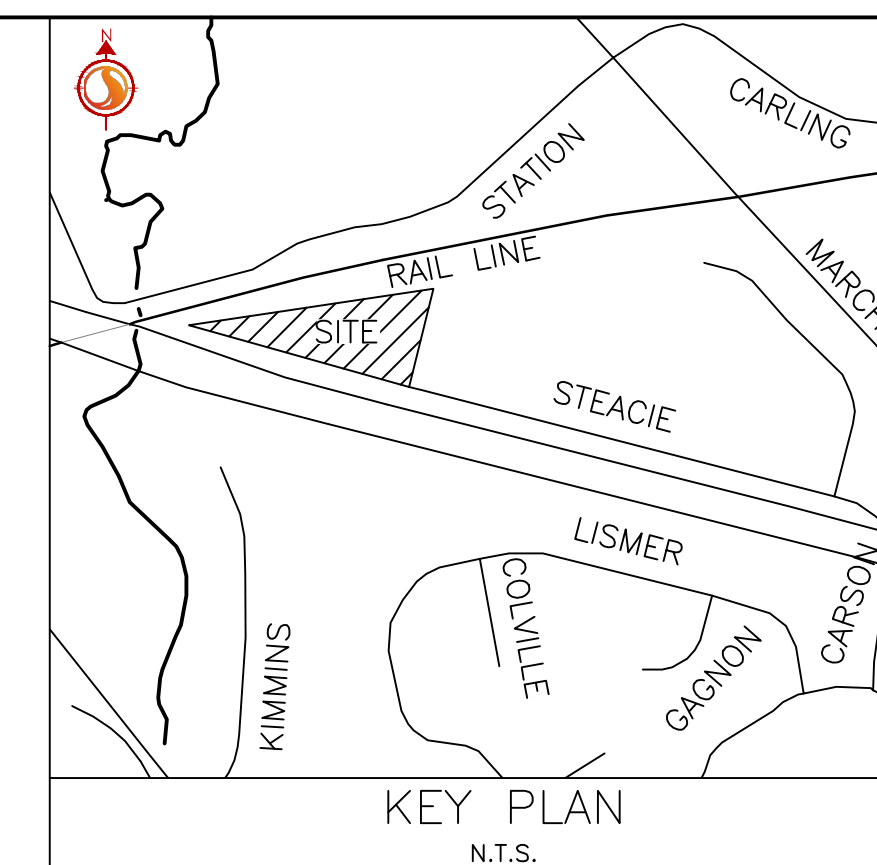 N
CARLING
STATION
MARCH
RAIL LINE
SITE
STEACIE
LISMER
CARSON
COLVILLE
KIMMINS
GAGNON
KEY PLAN
N.T.S.